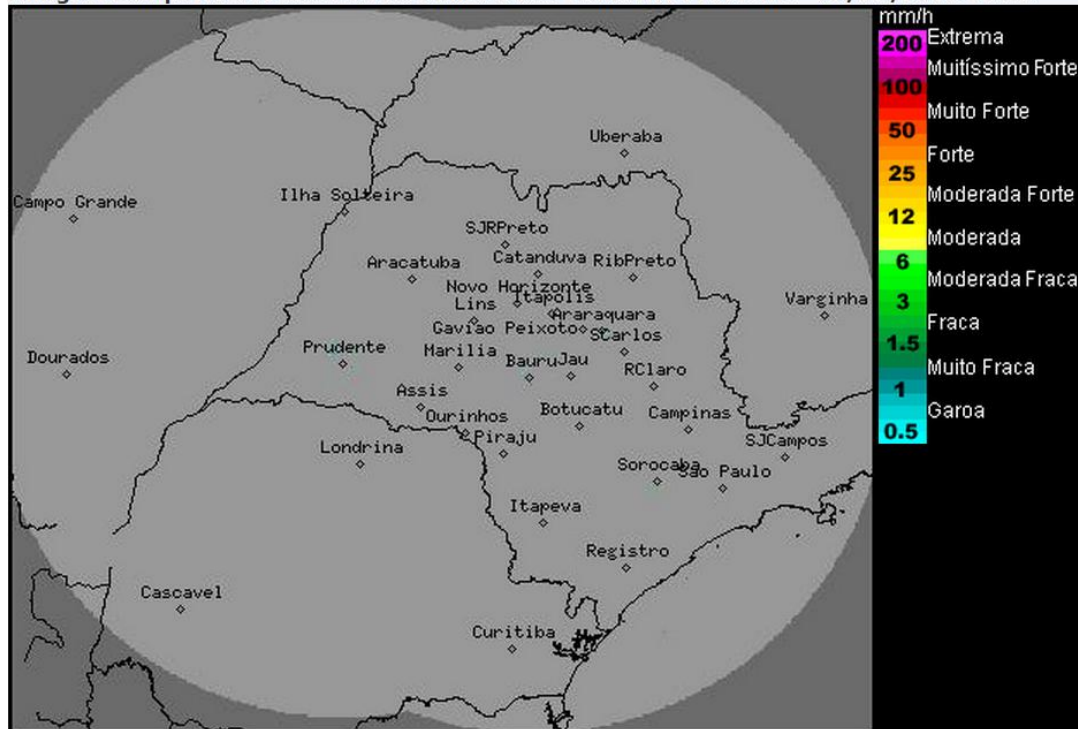 mm/h
200 Extrema
Muitíssimo Forte
100
Muito Forte
50
Forte
25
Moderada Forte
12
Moderada
6
Moderada Fraca
3
Fraca
1.5
Muito Fraca
1
Garoa
0.5
Uberaba
Campo Grande
Ilha Solteira
SJRPreto
Catanduva
RibPreto
Aracatuba
Novo Horizonte
Itapolis
Varginha
Lins
Araraquara
Gaviao Peixoto
SCarlos
Dourados
Prudente
Marilia
Bauru
Jau
RClaro
Assis
Botucatu
Campinas
Ourinhos
Piraju
SJCampos
Londrina
Sorocaba
Sao Paulo
Itapeva
Registro
Cascavel
Curitiba